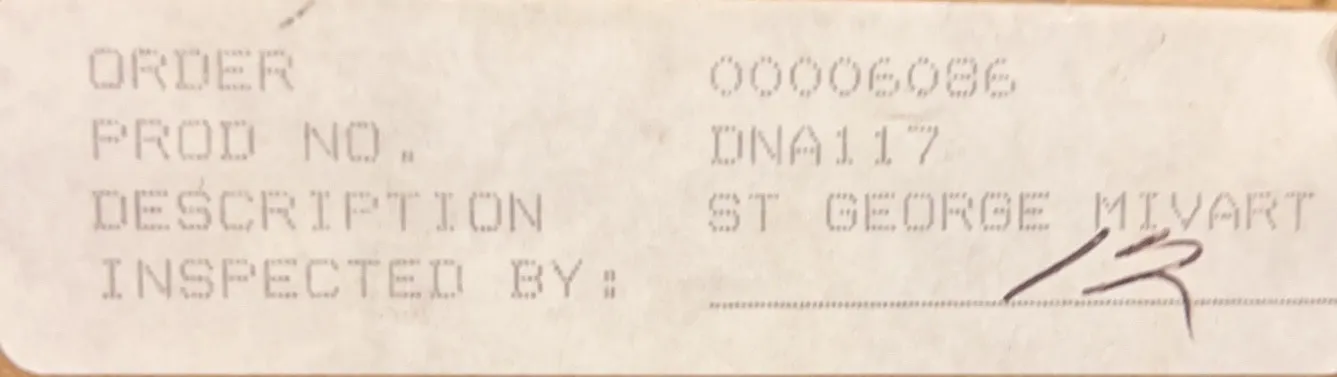 ORDER 00006086
PROD NO. DNA117
DESCRIPTION ST GEORGE MIVART
INSPECTED BY: